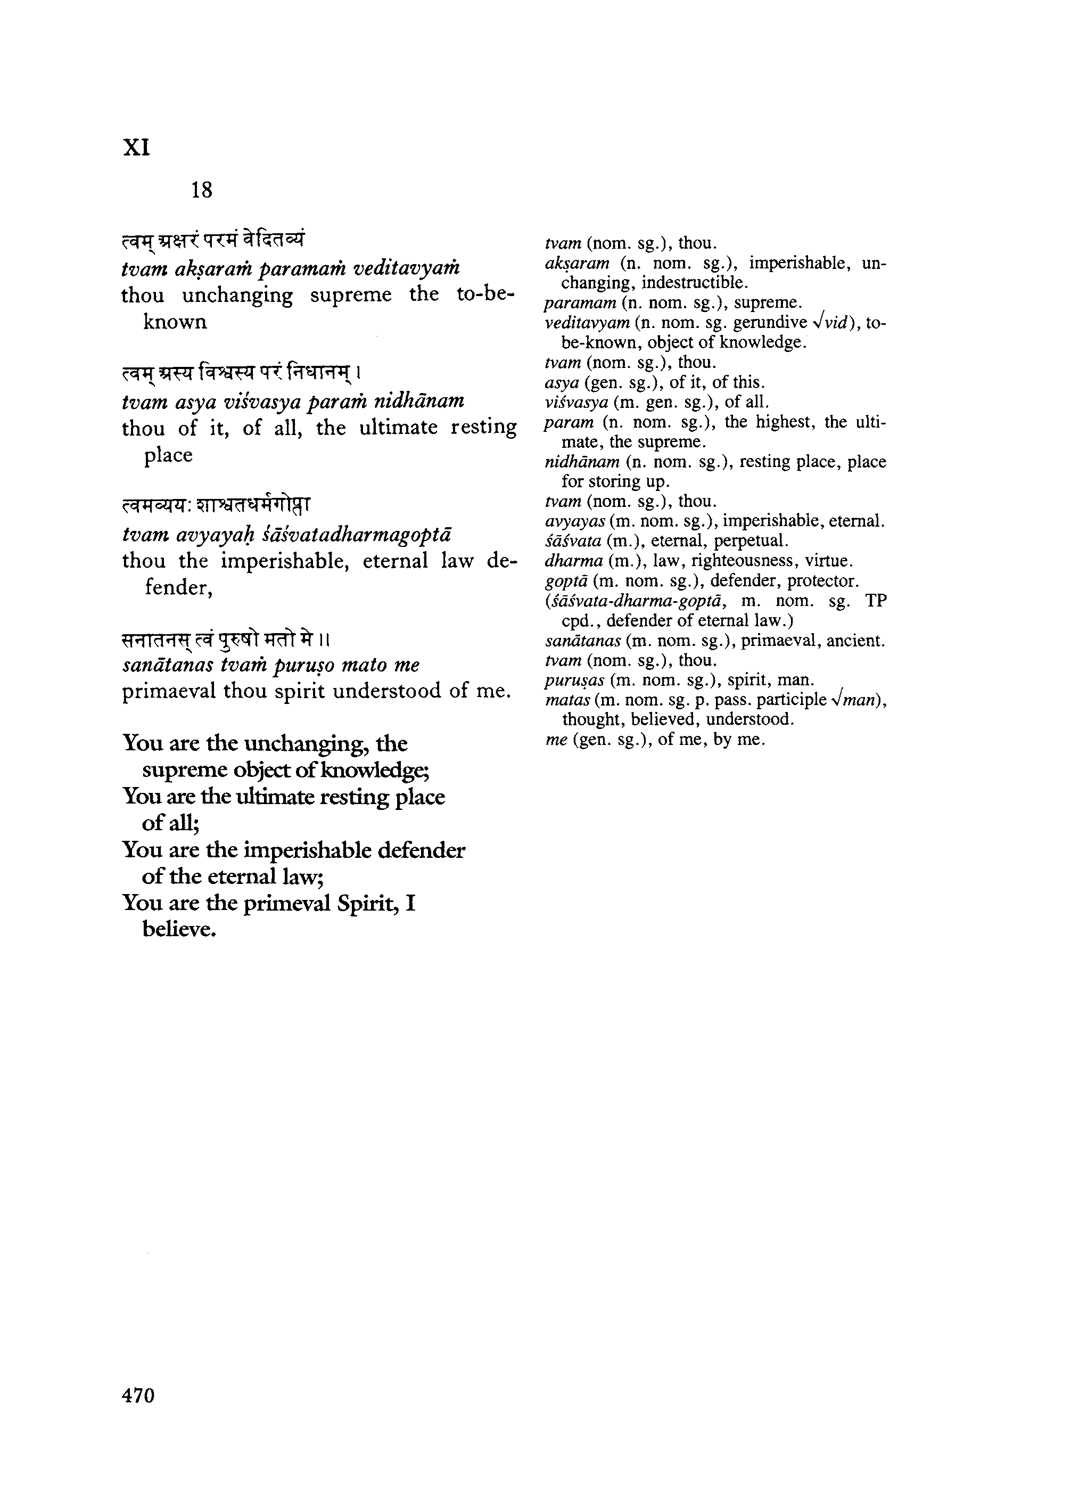 XI
18
त्वम् अक्षरं परमं वेदितव्यं
tvam akṣaraṁ paramaṁ veditavyaṁ
thou unchanging supreme the to-be-
known
त्वम् अस्य विश्वस्य परं निधानम् ।
tvam asya viśvasya paraṁ nidhānam
thou of it, of all, the ultimate resting
place
त्वमव्ययः शाश्वतधर्मगोप्ता
tvam avyayaḥ śāśvatadharmagoptā
thou the imperishable, eternal law de-
fender,
सनातनस् त्वं पुरुषो मतो मे ॥
sanātanas tvaṁ puruṣo mato me
primaeval thou spirit understood of me.
You are the unchanging, the
supreme object of knowledge;
You are the ultimate resting place
of all;
You are the imperishable defender
of the eternal law;
You are the primeval Spirit, I
believe.
tvam (nom. sg.), thou.
akṣaram (n. nom. sg.), imperishable, un-
changing, indestructible.
paramam (n. nom. sg.), supreme.
veditavyam (n. nom. sg. gerundive √vid), to-
be-known, object of knowledge.
tvam (nom. sg.), thou.
asya (gen. sg.), of it, of this.
viśvasya (m. gen. sg.), of all.
param (n. nom. sg.), the highest, the ulti-
mate, the supreme.
nidhānam (n. nom. sg.), resting place, place
for storing up.
tvam (nom. sg.), thou.
avyayas (m. nom. sg.), imperishable, eternal.
śāśvata (m.), eternal, perpetual.
dharma (m.), law, righteousness, virtue.
goptā (m. nom. sg.), defender, protector.
(śāśvata-dharma-goptā, m. nom. sg. TP
cpd., defender of eternal law.)
sanātanas (m. nom. sg.), primaeval, ancient.
tvam (nom. sg.), thou.
puruṣas (m. nom. sg.), spirit, man.
matas (m. nom. sg. p. pass. participle √man),
thought, believed, understood.
me (gen. sg.), of me, by me.
470